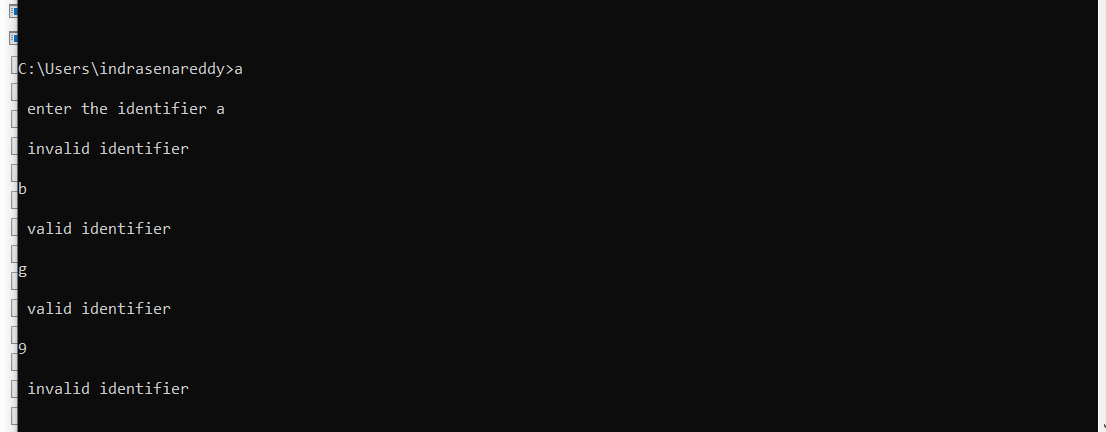 C:\Users\indrasenareddy>a
enter the identifier a
invalid identifier
b
valid identifier
g
valid identifier
9
invalid identifier